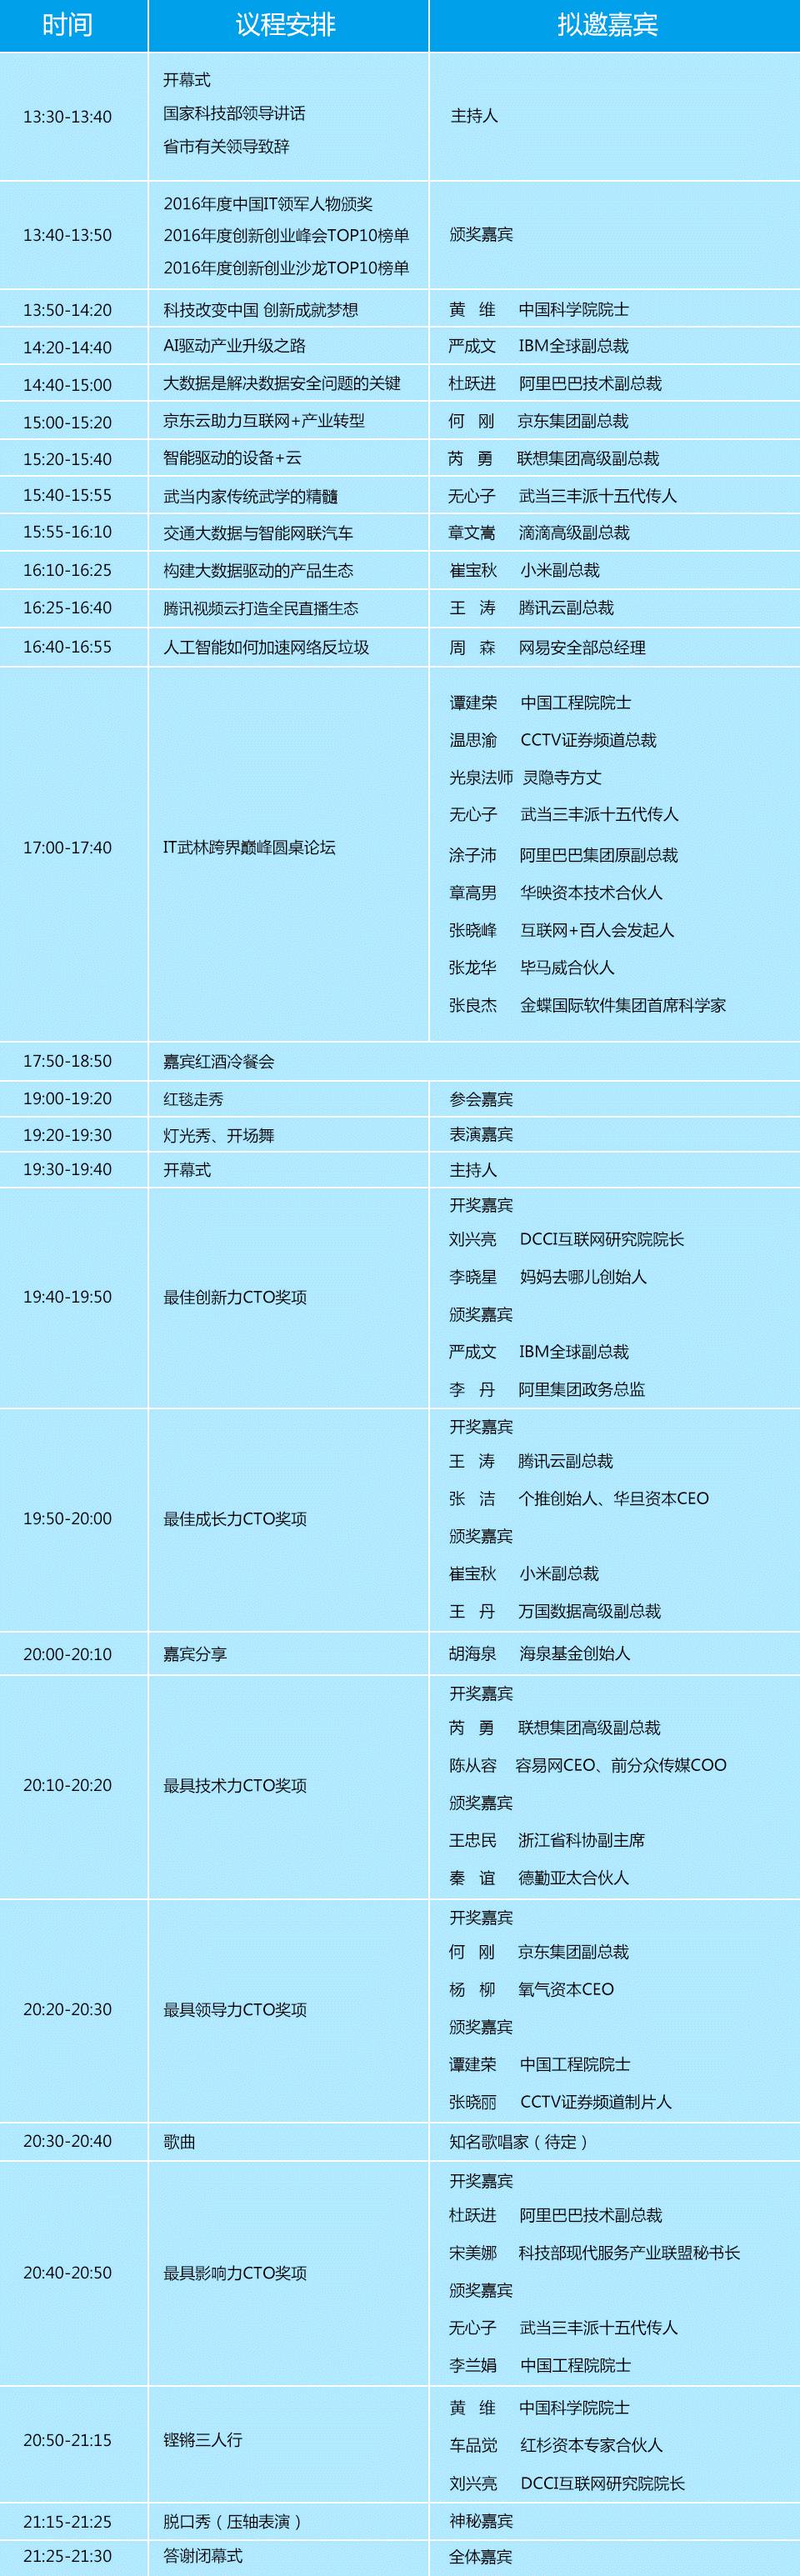 时间 议程安排 拟邀嘉宾
开幕式
国家科技部领导讲话
13:30-13:40 主持人
省市有关领导致辞
2016年度中国IT领军人物颁奖
13:40-13:50 2016年度创新创业峰会TOP10榜单 颁奖嘉宾
2016年度创新创业沙龙TOP10榜单
13:50-14:20 科技改变中国 创新成就梦想 黄 维 中国科学院院士
14:20-14:40 AI驱动产业升级之路 严成文 IBM全球副总裁
14:40-15:00 大数据是解决数据安全问题的关键 杜跃进 阿里巴巴技术副总裁
15:00-15:20 京东云助力互联网+产业转型 何 刚 京东集团副总裁
15:20-15:40 智能驱动的设备+云 芮 勇 联想集团高级副总裁
15:40-15:55 武当内家传统武学的精髓 无心子 武当三丰派十五代传人
15:55-16:10 交通大数据与智能网联汽车 章文嵩 滴滴高级副总裁
16:10-16:25 构建大数据驱动的产品生态 崔宝秋 小米副总裁
16:25-16:40 腾讯视频云打造全民直播生态 王 涛 腾讯云副总裁
16:40-16:55 人工智能如何加速网络反垃圾 周 森 网易安全部总经理
谭建荣 中国工程院院士
温思渝 CCTV证券频道总裁
光泉法师 灵隐寺方丈
无心子 武当三丰派十五代传人
17:00-17:40 IT武林跨界巅峰圆桌论坛
涂子沛 阿里巴巴集团原副总裁
章高男 华映资本技术合伙人
张晓峰 互联网+百人会发起人
张龙华 毕马威合伙人
张良杰 金蝶国际软件集团首席科学家
17:50-18:50 嘉宾红酒冷餐会
19:00-19:20 红毯走秀 参会嘉宾
19:20-19:30 灯光秀、开场舞 表演嘉宾
19:30-19:40 开幕式 主持人
开奖嘉宾
刘兴亮 DCCI互联网研究院院长
李晓星 妈妈去哪儿创始人
19:40-19:50 最佳创新力CTO奖项
颁奖嘉宾
严成文 IBM全球副总裁
李 丹 阿里集团政务总监
开奖嘉宾
王 涛 腾讯云副总裁
张 洁 个推创始人、华旦资本CEO
19:50-20:00 最佳成长力CTO奖项
颁奖嘉宾
崔宝秋 小米副总裁
王 丹 万国数据高级副总裁
20:00-20:10 嘉宾分享 胡海泉 海泉基金创始人
开奖嘉宾
芮 勇 联想集团高级副总裁
陈从容 容易网CEO、前分众传媒COO
20:10-20:20 最具技术力CTO奖项
颁奖嘉宾
王忠民 浙江省科协副主席
秦 谊 德勤亚太合伙人
开奖嘉宾
何 刚 京东集团副总裁
杨 柳 氧气资本CEO
20:20-20:30 最具领导力CTO奖项
颁奖嘉宾
谭建荣 中国工程院院士
张晓丽 CCTV证券频道制片人
20:30-20:40 歌曲 知名歌唱家（待定）
开奖嘉宾
杜跃进 阿里巴巴技术副总裁
宋美娜 科技部现代服务产业联盟秘书长
20:40-20:50 最具影响力CTO奖项
颁奖嘉宾
无心子 武当三丰派十五代传人
李兰娟 中国工程院院士
黄 维 中国科学院院士
20:50-21:15 铿锵三人行
车品觉 红杉资本专家合伙人
刘兴亮 DCCI互联网研究院院长
21:15-21:25 脱口秀（压轴表演） 神秘嘉宾
21:25-21:30 答谢闭幕式 全体嘉宾